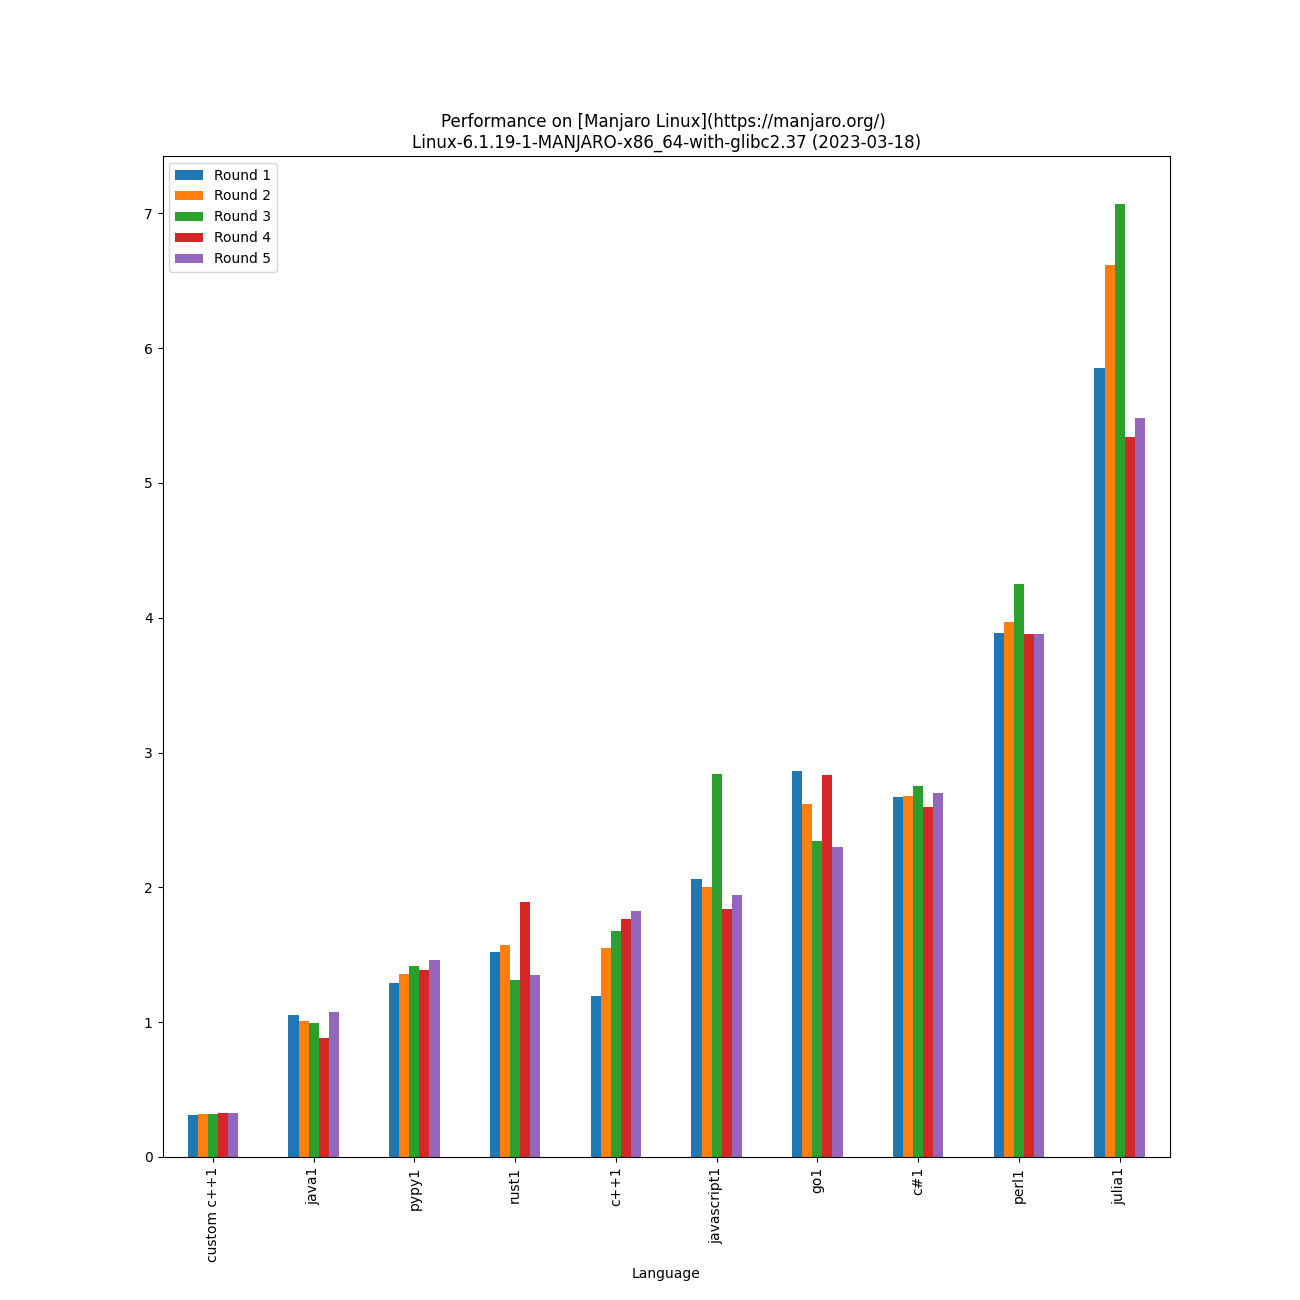 Performance on [Manjaro Linux](https://manjaro.org/)
Linux-6.1.19-1-MANJARO-x86_64-with-glibc2.37 (2023-03-18)
Round 1
Round 2
Round 3
Round 4
Round 5
7
6
5
4
3
2
1
0
custom c++1
java1
pypy1
rust1
c++1
javascript1
go1
c#1
perl1
julia1
Language